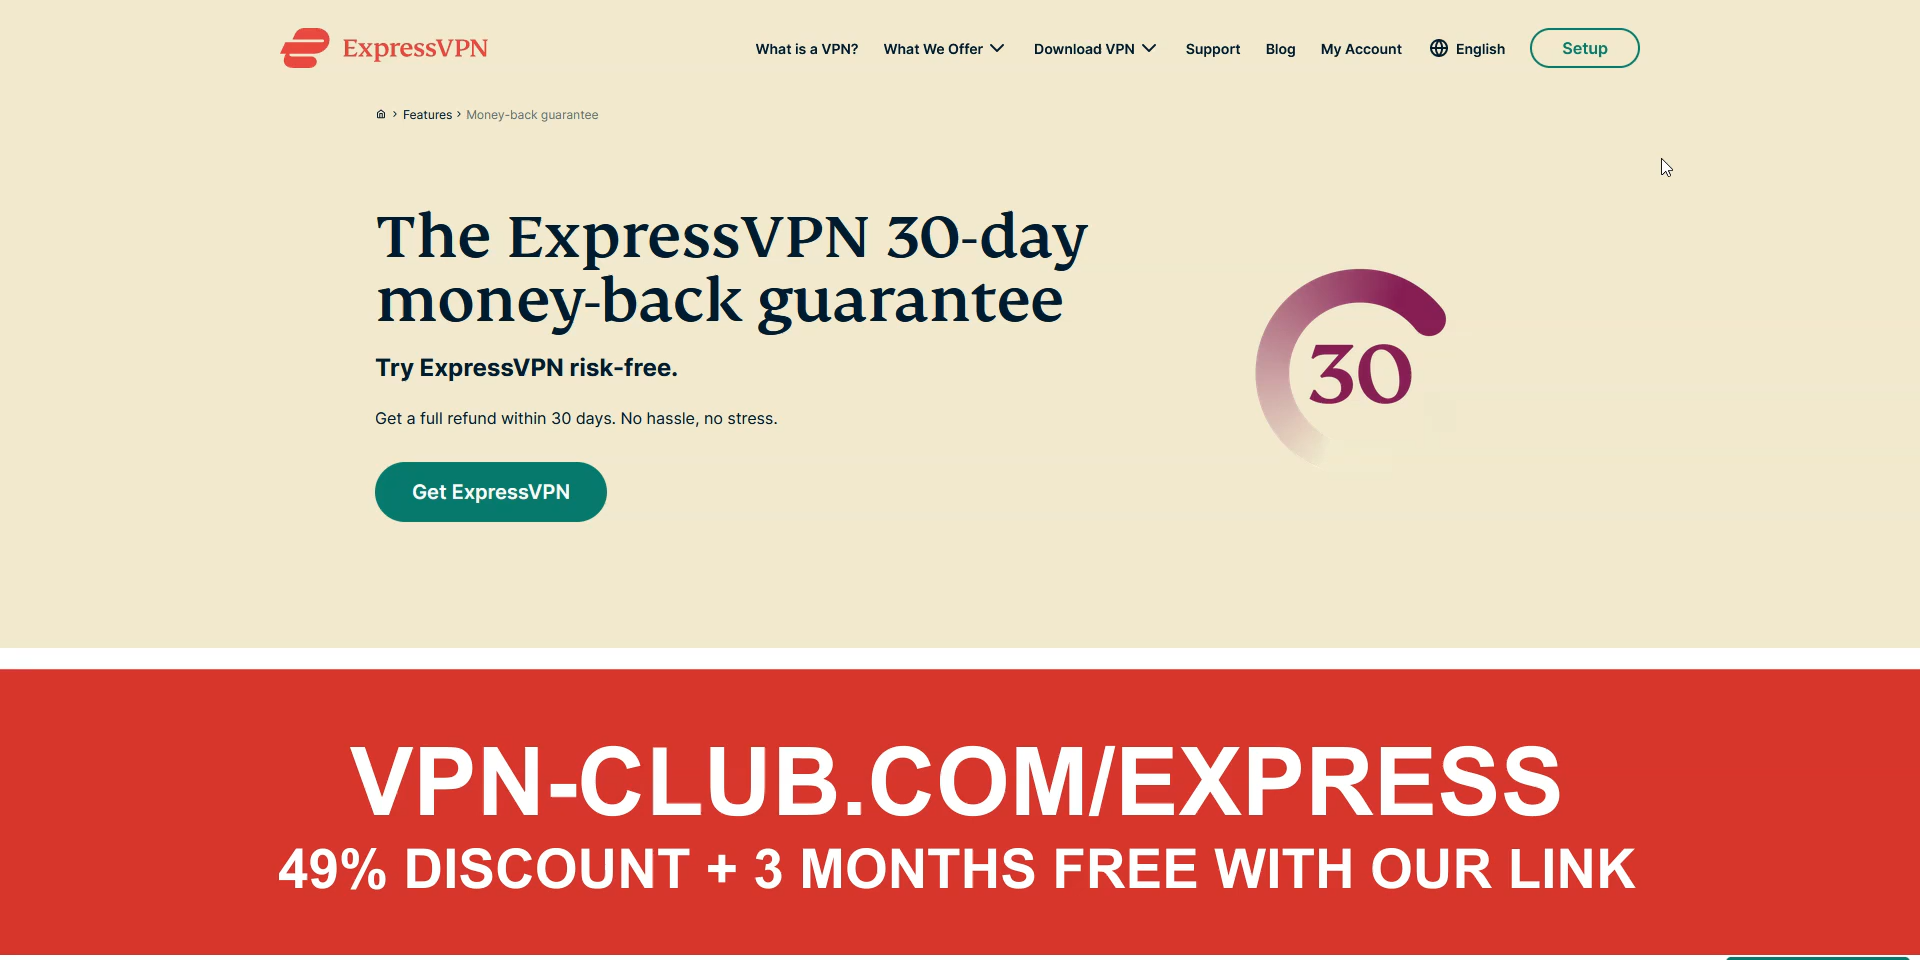 ExpressVPN
What is a VPN? What We Offer Download VPN Support Blog My Account English Setup
Features › Money-back guarantee
The ExpressVPN 30-day
money-back guarantee
Try ExpressVPN risk-free.
Get a full refund within 30 days. No hassle, no stress.
Get ExpressVPN
30
VPN-CLUB.COM/EXPRESS
49% DISCOUNT + 3 MONTHS FREE WITH OUR LINK